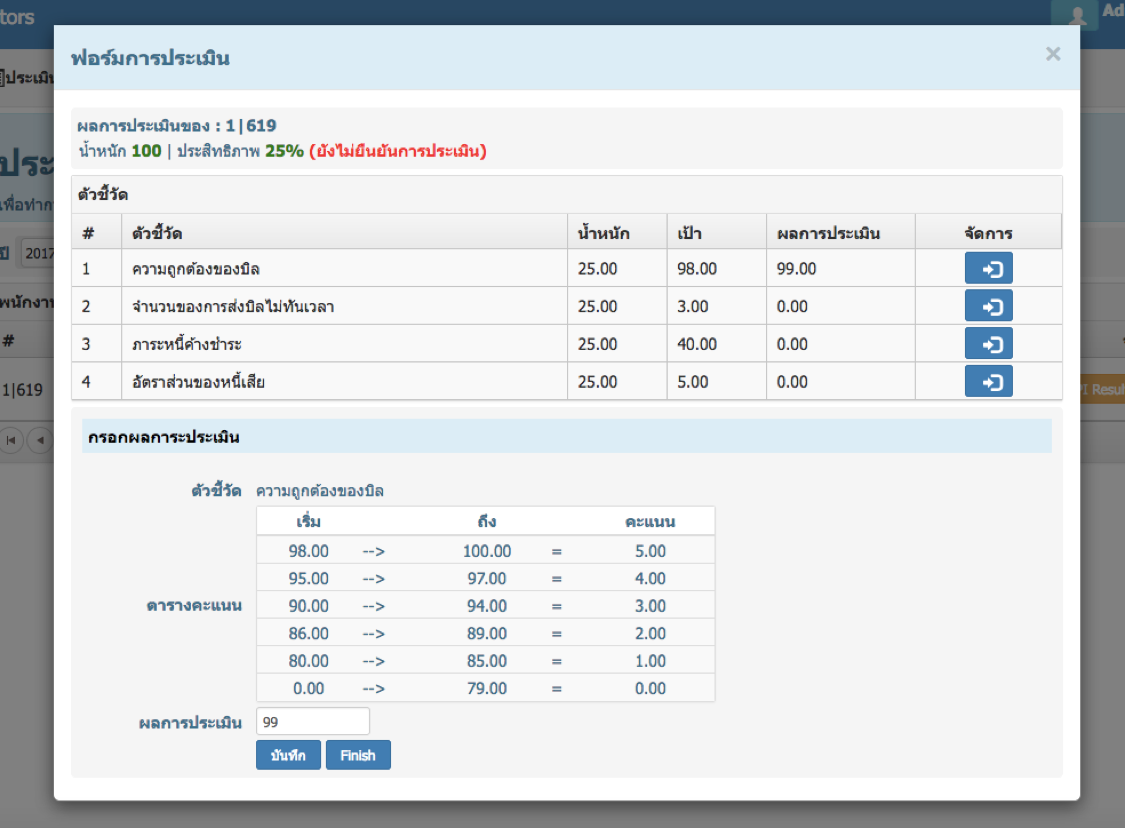 tors
Ad
ฟอร์มการประเมิน
×
ประเมิน
ผลการประเมินของ : 1|619
น้ำหนัก 100 | ประสิทธิภาพ 25% (ยังไม่ยืนยันการประเมิน)
ประ
เพื่อทำก
ปี 2017
พนักงาน
#
1|619
PI Resul
ตัวชี้วัด
# ตัวชี้วัด น้ำหนัก เป้า ผลการประเมิน จัดการ
1 ความถูกต้องของบิล 25.00 98.00 99.00
2 จำนวนของการส่งบิลไม่ทันเวลา 25.00 3.00 0.00
3 ภาระหนี้ค้างชำระ 25.00 40.00 0.00
4 อัตราส่วนของหนี้เสีย 25.00 5.00 0.00
กรอกผลการะประเมิน
ตัวชี้วัด ความถูกต้องของบิล
เริ่ม ถึง คะแนน
98.00 --> 100.00 = 5.00
95.00 --> 97.00 = 4.00
ตารางคะแนน 90.00 --> 94.00 = 3.00
86.00 --> 89.00 = 2.00
80.00 --> 85.00 = 1.00
0.00 --> 79.00 = 0.00
ผลการประเมิน 99
บันทึก Finish